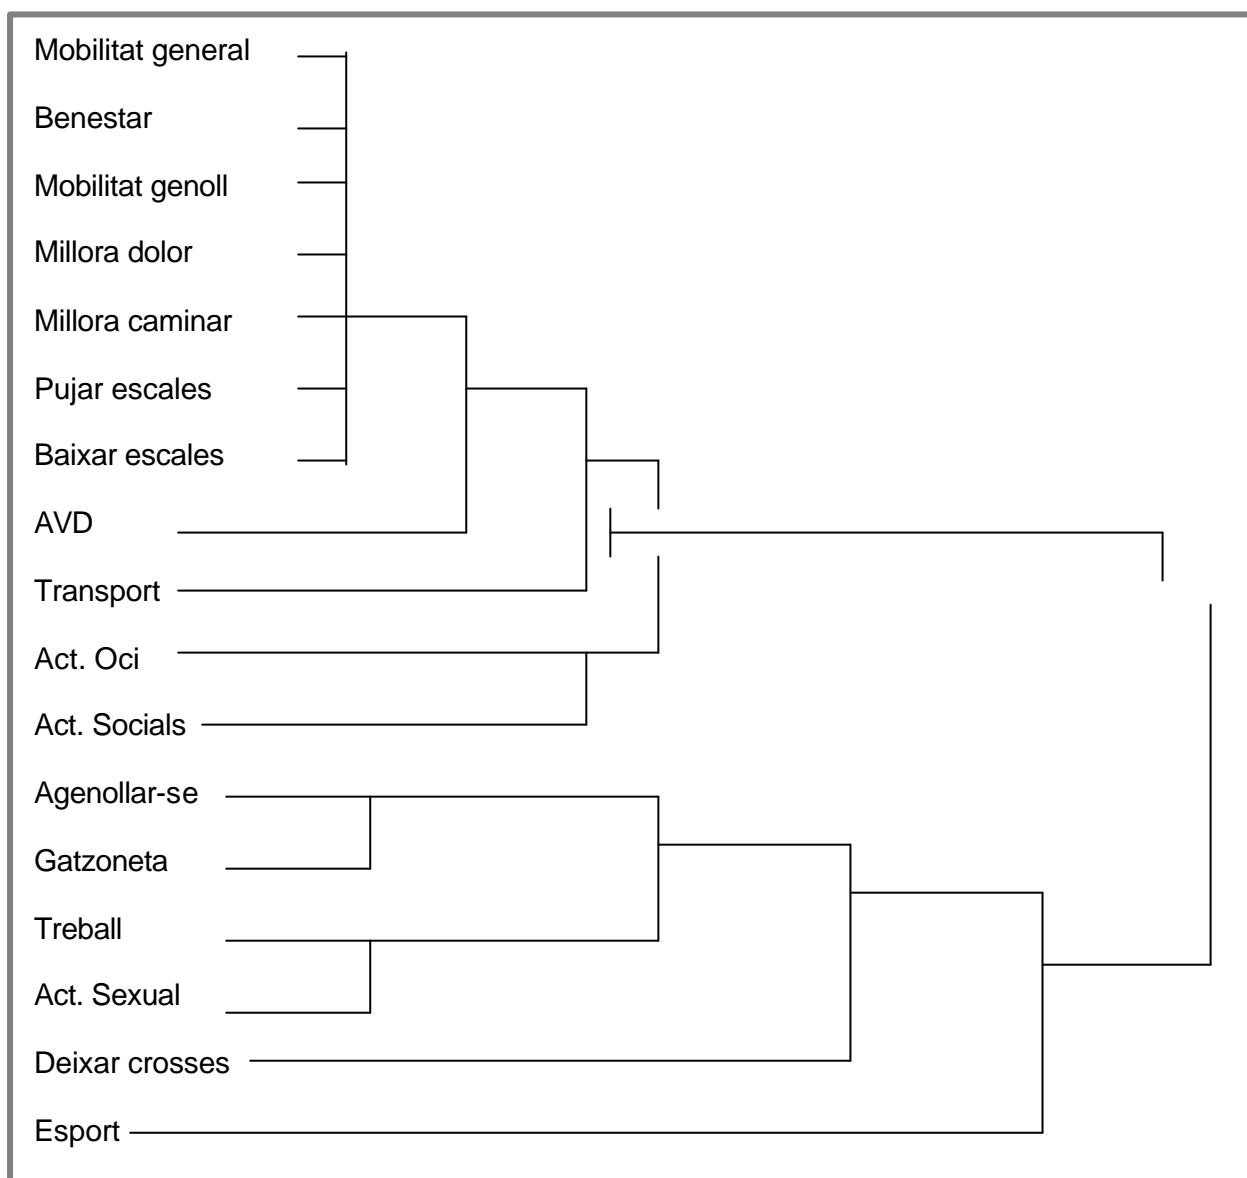 Mobilitat general
Benestar
Mobilitat genoll
Millora dolor
Millora caminar
Pujar escales
Baixar escales
AVD
Transport
Act. Oci
Act. Socials
Agenollar-se
Gatzoneta
Treball
Act. Sexual
Deixar crosses
Esport